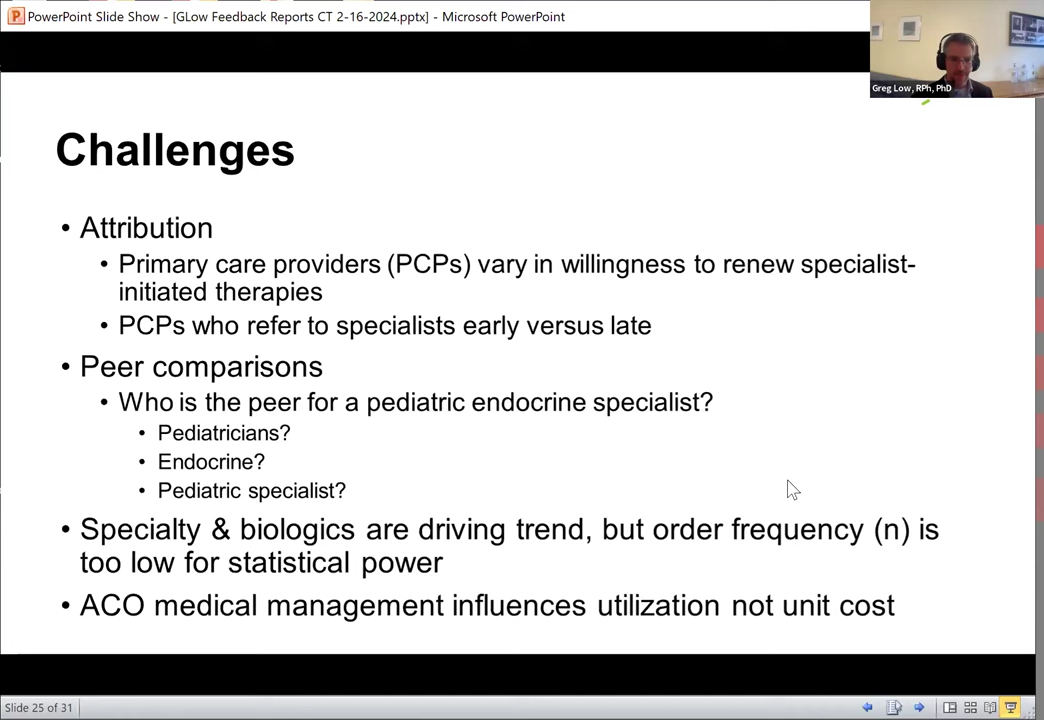 PowerPoint Slide Show - [GLow Feedback Reports CT 2-16-2024.pptx] - Microsoft PowerPoint
Greg Low, RPh, PhD
Challenges
• Attribution
• Primary care providers (PCPs) vary in willingness to renew specialist-
initiated therapies
• PCPs who refer to specialists early versus late
• Peer comparisons
• Who is the peer for a pediatric endocrine specialist?
• Pediatricians?
• Endocrine?
• Pediatric specialist?
• Specialty & biologics are driving trend, but order frequency (n) is
too low for statistical power
• ACO medical management influences utilization not unit cost
Slide 25 of 31